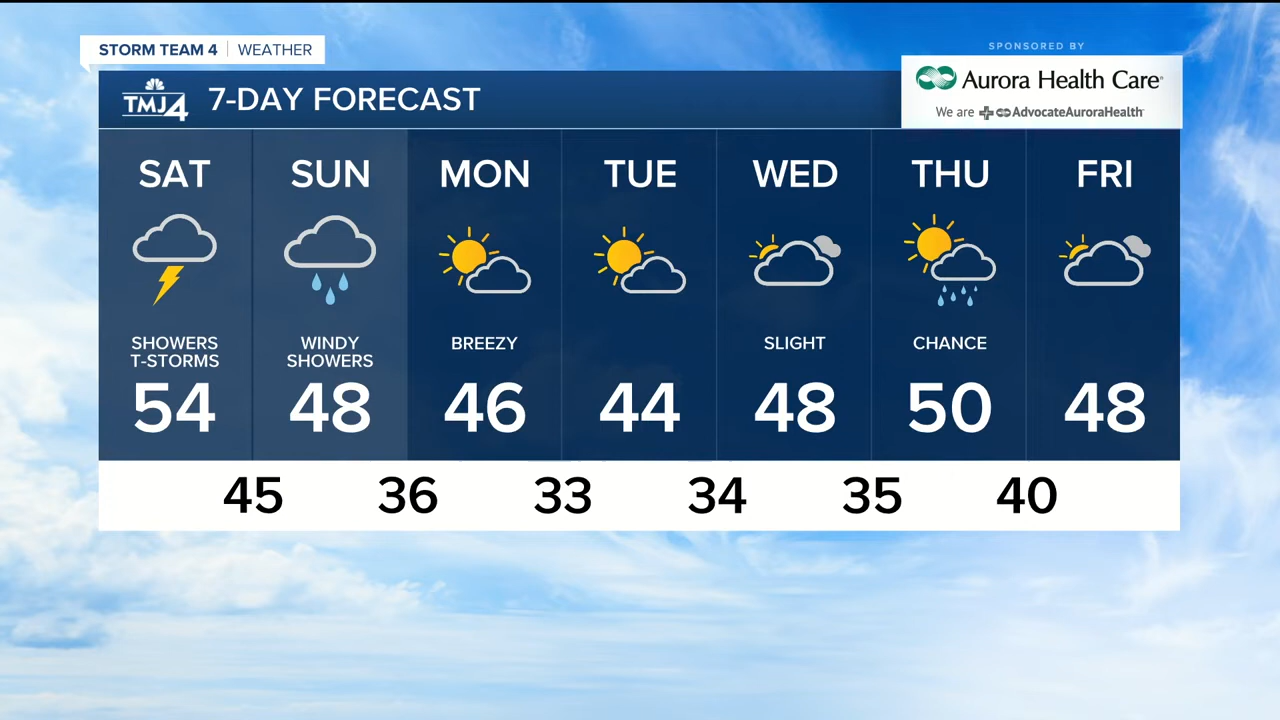 STORM TEAM 4 | WEATHER
SPONSORED BY
Aurora Health Care®
We are AdvocateAuroraHealth™
TMJ4 7-DAY FORECAST
SAT SUN MON TUE WED THU FRI
SHOWERS WINDY BREEZY SLIGHT CHANCE
T-STORMS SHOWERS
54 48 46 44 48 50 48
45 36 33 34 35 40